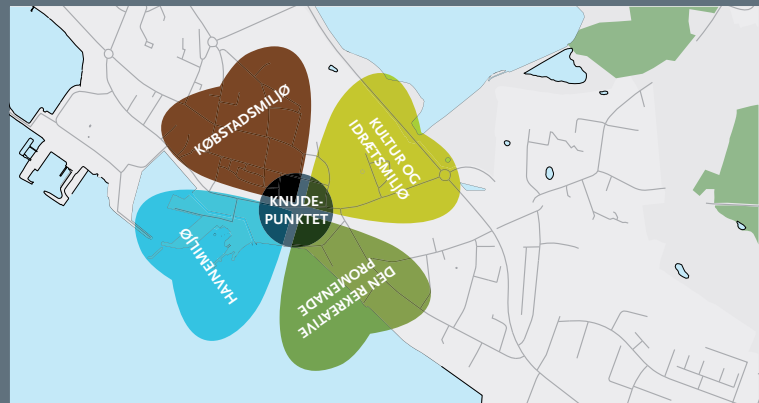 KØBSTADSMILJØ
KULTUR OG
IDRÆTSMILJØ
KNUDE-
PUNKTET
HAVNEMILJØ
DEN REKREATIVE
PROMENADE